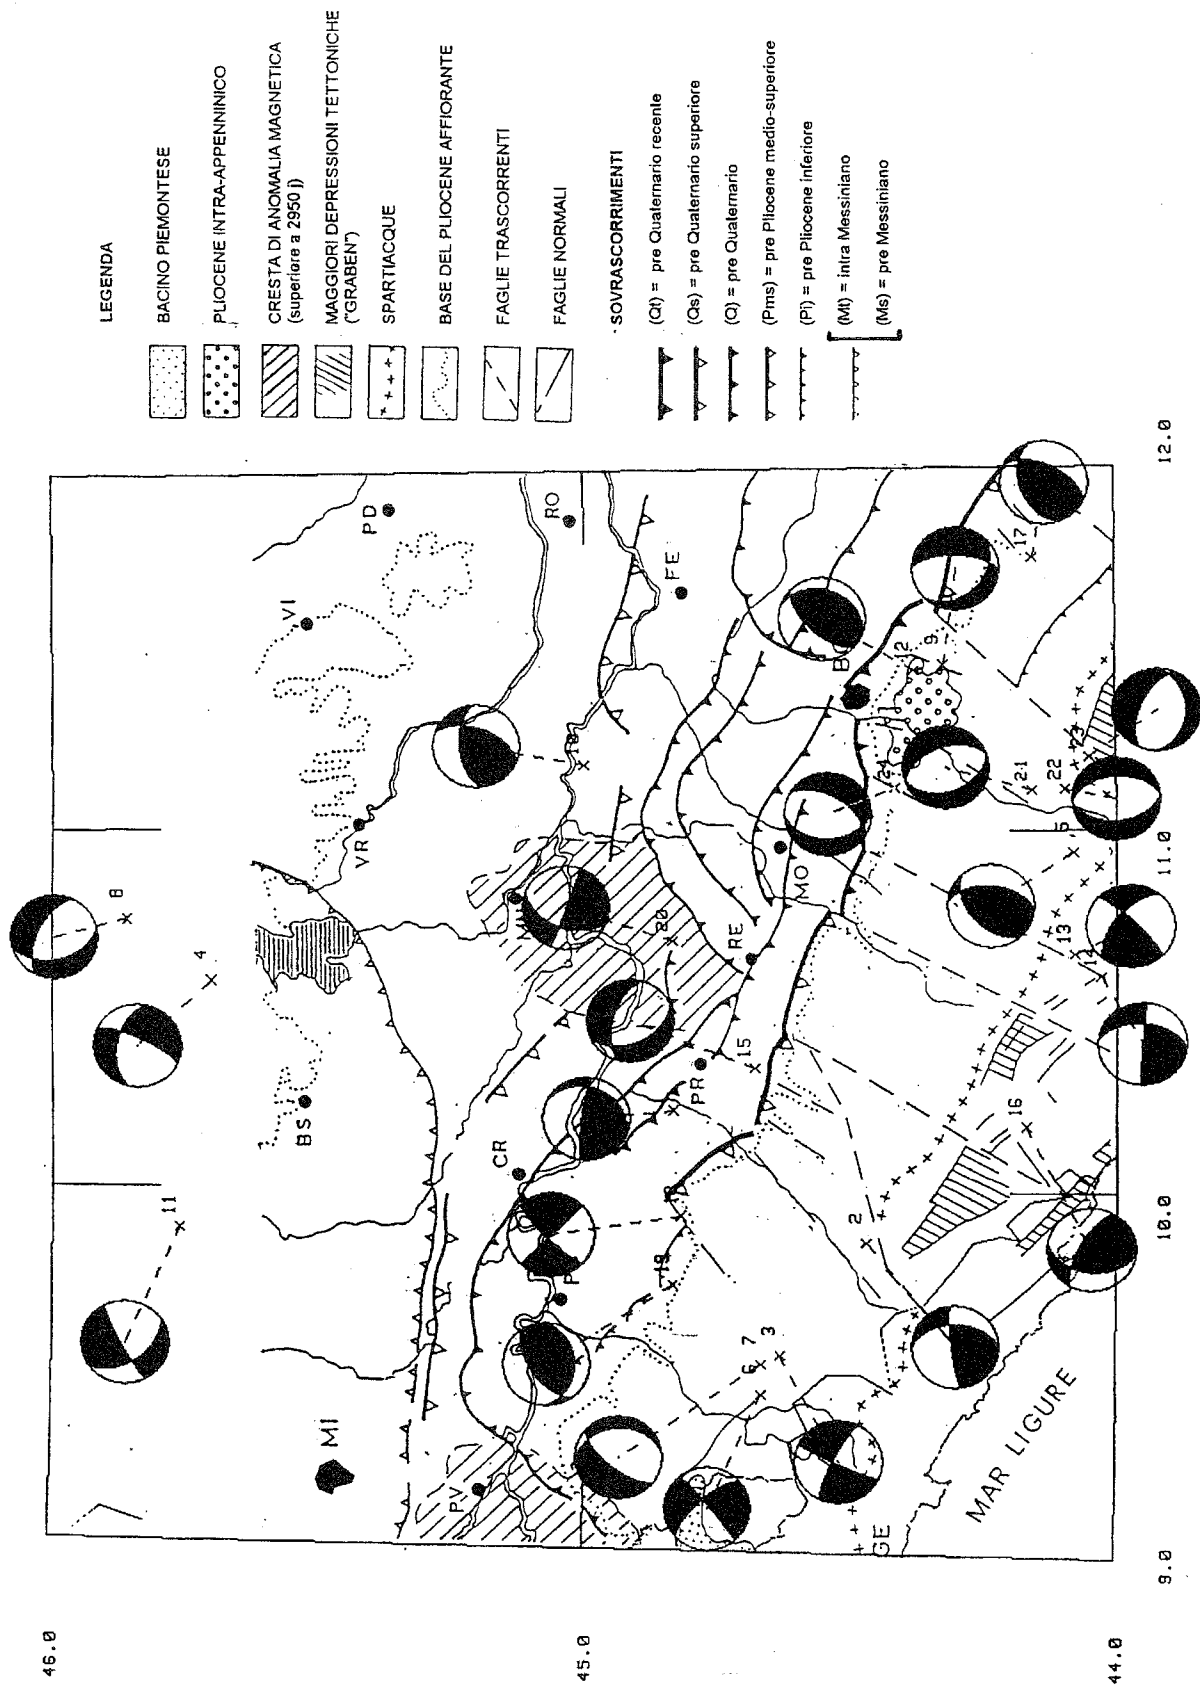 LEGENDA
BACINO PIEMONTESE
PLIOCENE INTRA-APPENNINICO
CRESTA DI ANOMALIA MAGNETICA
(superiore a 2950 j)
MAGGIORI DEPRESSIONI TETTONICHE
("GRABEN")
SPARTIACQUE
BASE DEL PLIOCENE AFFIORANTE
FAGLIE TRASCORRENTI
FAGLIE NORMALI
SOVRASCORRIMENTI
(Qt) = pre Quaternario recente
(Qs) = pre Quaternario superiore
(Q) = pre Quaternario
(Pms) = pre Pliocene medio-superiore
(Pi) = pre Pliocene inferiore
(Mt) = intra Messiniano
(Ms) = pre Messiniano
46.0
45.0
44.0
9.0
10.0
11.0
12.0
11
4
8
MI
BS
VR
VI
PD
PV
CR
RO
FE
18
20
RE
MO
PR
15
19
6
7
3
2
16
14
13
5
22
21
23
24
12
9
17
GE
MAR LIGURE